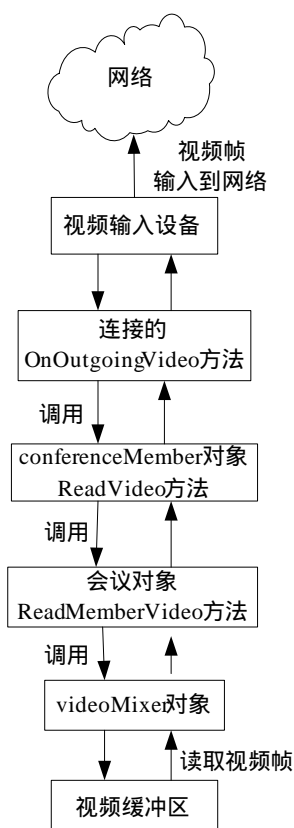 网络
视频帧
输入到网络
视频输入设备
连接的
OnOutgoingVideo方法
调用
conferenceMember对象
ReadVideo方法
调用
会议对象
ReadMemberVideo方法
调用
videoMixer对象
读取视频帧
视频缓冲区